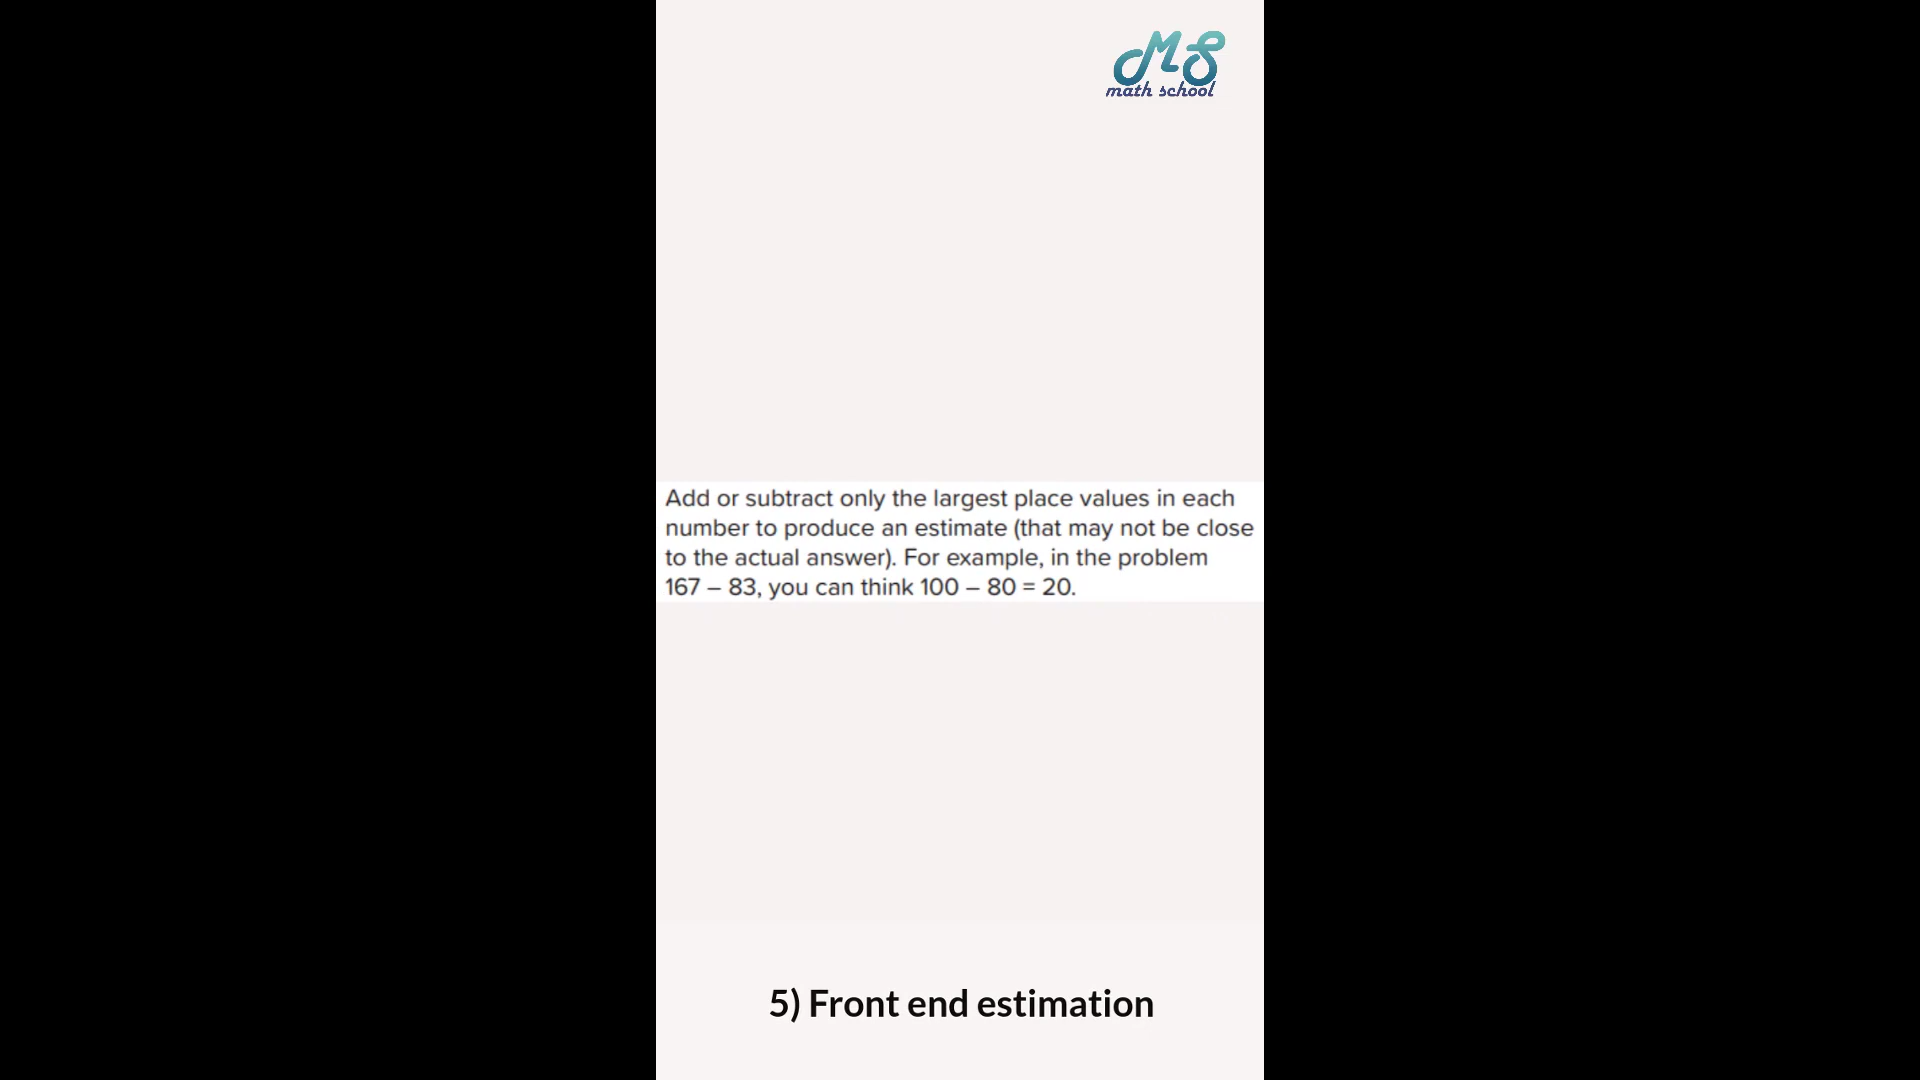 MS
math school
Add or subtract only the largest place values in each
number to produce an estimate (that may not be close
to the actual answer). For example, in the problem
167 – 83, you can think 100 – 80 = 20.
5) Front end estimation